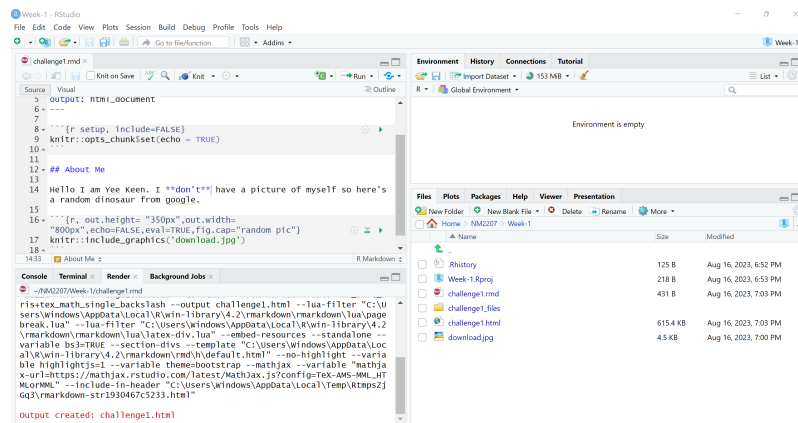 Week-1 - RStudio
File Edit Code View Plots Session Build Debug Profile Tools Help
Go to file/function
Addins
Week-1
challenge1.rmd
Knit on Save
Knit
Run
Source Visual
Outline
5 output: html_document
6 ---
7
8 ```{r setup, include=FALSE}
9 knitr::opts_chunk$set(echo = TRUE)
10 ```
11
12 ## About Me
13
14 Hello I am Yee Keen. I **don't** have a picture of myself so here's
a random dinosaur from google.
15
16 ```{r, out.height= "350px",out.width=
"800px",echo=FALSE,eval=TRUE,fig.cap="random pic"}
17 knitr::include_graphics('download.jpg')
18 ```
14:33 About Me R Markdown
Console Terminal Render Background Jobs
~/NM2207/Week-1/challenge1.rmd
ris+tex_math_single_backslash --output challenge1.html --lua-filter "C:\U
sers\Windows\AppData\Local\R\win-library\4.2\rmarkdown\rmarkdown\lua\page
break.lua" --lua-filter "C:\Users\Windows\AppData\Local\R\win-library\4.2
\rmarkdown\rmarkdown\lua\latex-div.lua" --embed-resources --standalone --
variable bs3=TRUE --section-divs --template "C:\Users\Windows\AppData\Loc
al\R\win-library\4.2\rmarkdown\rmd\h\default.html" --no-highlight --varia
ble highlightjs=1 --variable theme=bootstrap --mathjax --variable "mathja
x-url=https://mathjax.rstudio.com/latest/MathJax.js?config=TeX-AMS-MML_HT
MLorMML" --include-in-header "C:\Users\Windows\AppData\Local\Temp\RtmpsZj
Gq3\rmarkdown-str1930467c5233.html"
Output created: challenge1.html
Environment History Connections Tutorial
Import Dataset 153 MiB
List
R Global Environment
Environment is empty
Files Plots Packages Help Viewer Presentation
New Folder New Blank File Delete Rename More
Home NM2207 Week-1
Name Size Modified
..
.Rhistory 125 B Aug 16, 2023, 6:52 PM
Week-1.Rproj 218 B Aug 16, 2023, 6:53 PM
challenge1.rmd 431 B Aug 16, 2023, 7:03 PM
challenge1_files
challenge1.html 615.4 KB Aug 16, 2023, 7:03 PM
download.jpg 4.5 KB Aug 16, 2023, 7:00 PM